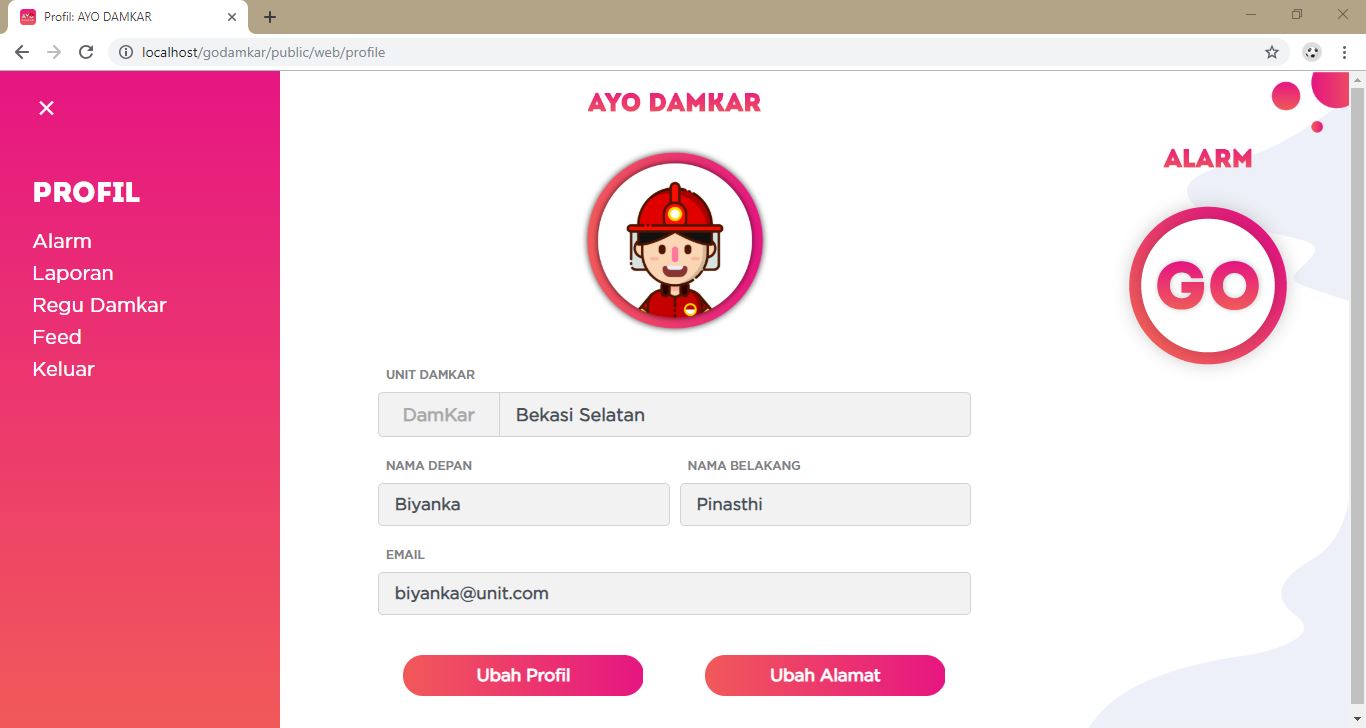 Profil: AYO DAMKAR
localhost/godamkar/public/web/profile
PROFIL
Alarm
Laporan
Regu Damkar
Feed
Keluar
AYO DAMKAR
UNIT DAMKAR
DamKar Bekasi Selatan
NAMA DEPAN NAMA BELAKANG
Biyanka Pinasthi
EMAIL
biyanka@unit.com
Ubah Profil Ubah Alamat
ALARM
GO